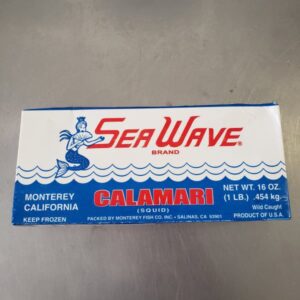 SEA WAVE®
BRAND
MONTEREY
CALIFORNIA
KEEP FROZEN
CALAMARI
(SQUID)
PACKED BY MONTEREY FISH CO. INC. - SALINAS, CA 93901
NET WT. 16 OZ.
(1 LB.) .454 kg.
Wild Caught
PRODUCT OF U.S.A.